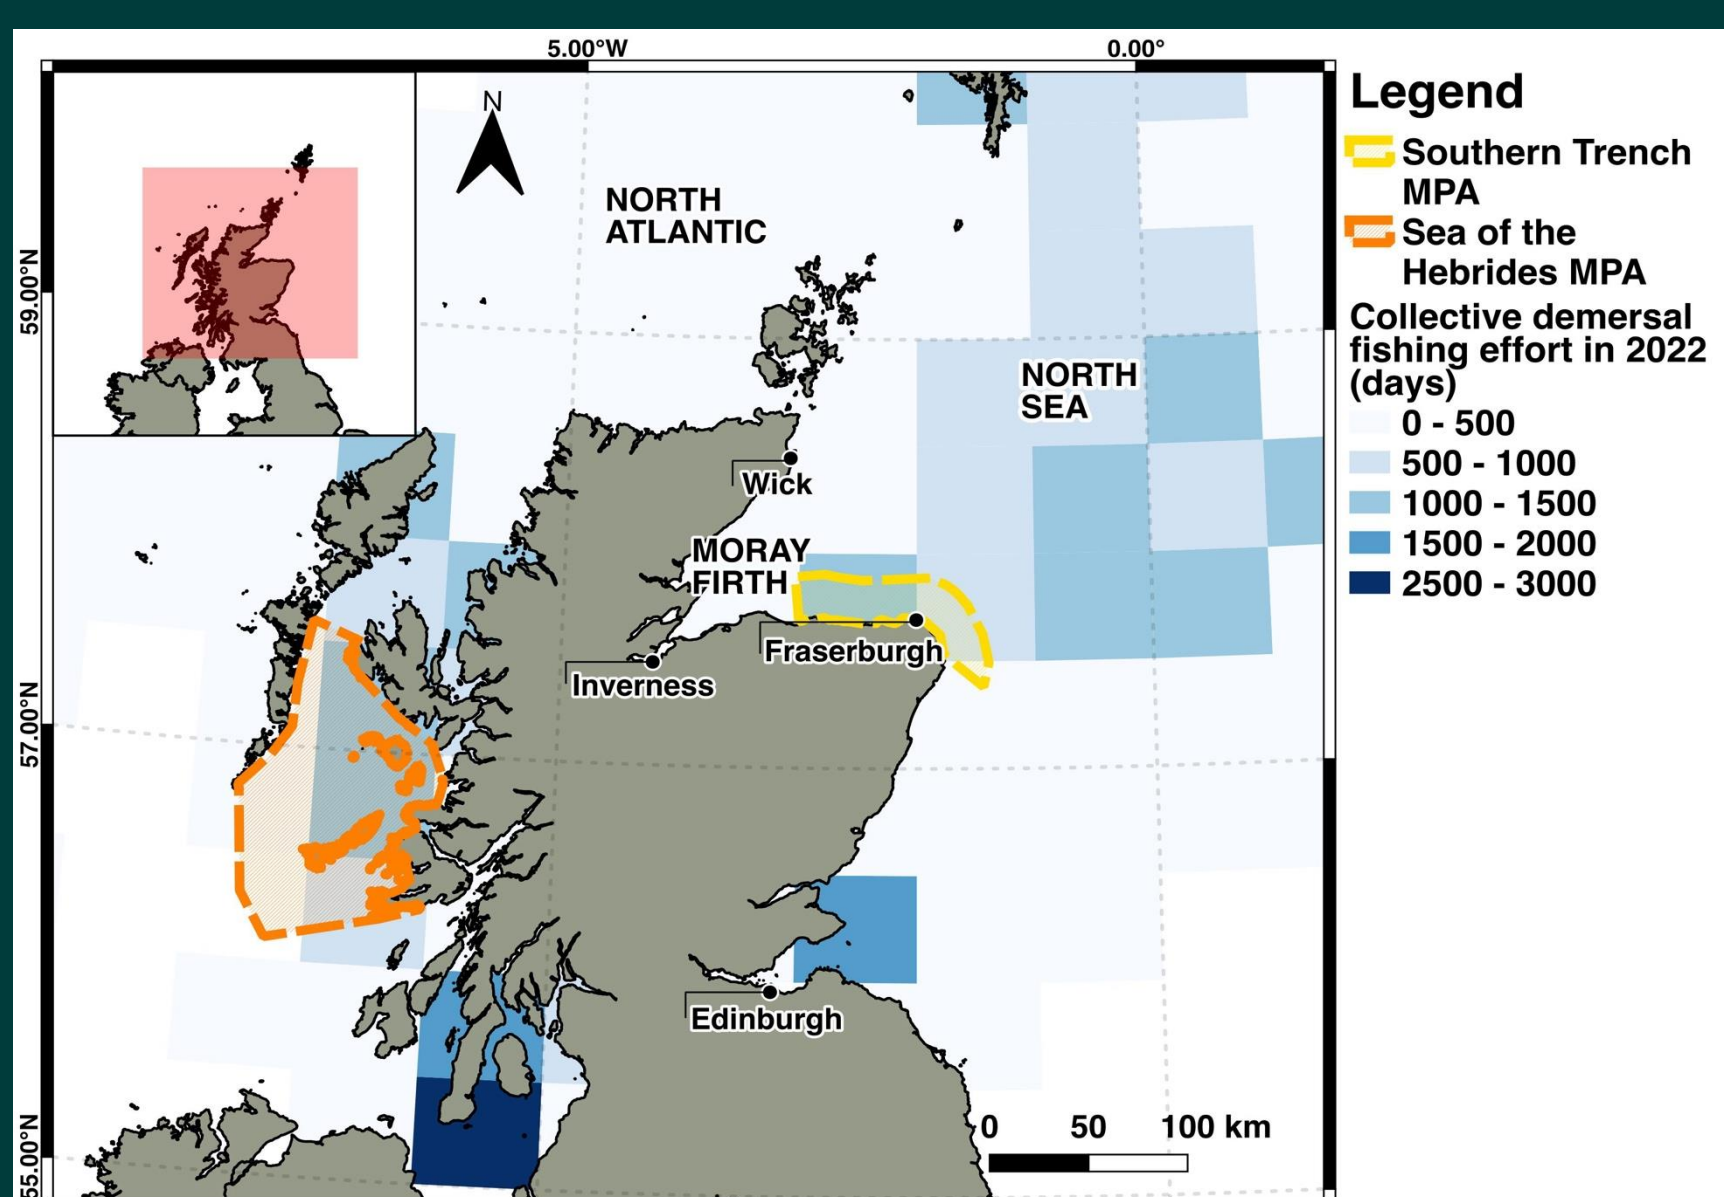 5.00°W
0.00°
N
59.00°N
57.00°N
55.00°N
NORTH
ATLANTIC
NORTH
SEA
Wick
MORAY
FIRTH
Fraserburgh
Inverness
Edinburgh
0 50 100 km
Legend
Southern Trench
MPA
Sea of the
Hebrides MPA
Collective demersal
fishing effort in 2022
(days)
0 - 500
500 - 1000
1000 - 1500
1500 - 2000
2500 - 3000